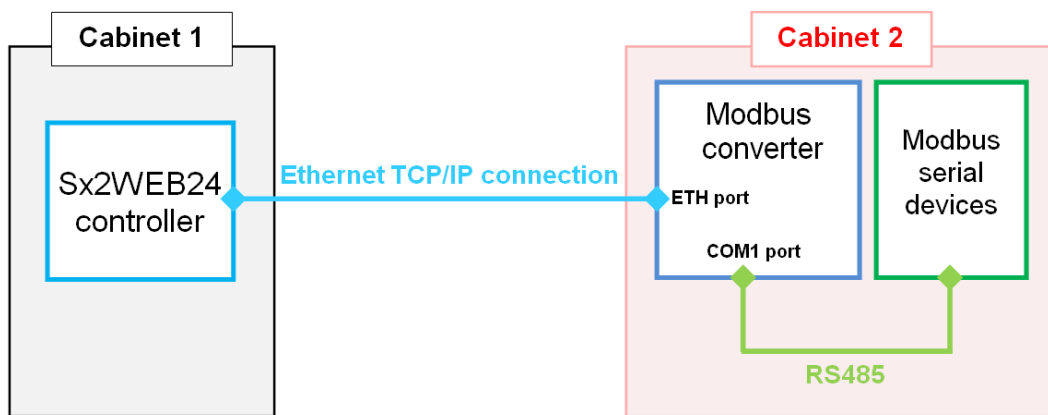 Cabinet 1
Cabinet 2
Sx2WEB24
controller
Ethernet TCP/IP connection
Modbus
converter
ETH port
COM1 port
Modbus
serial
devices
RS485